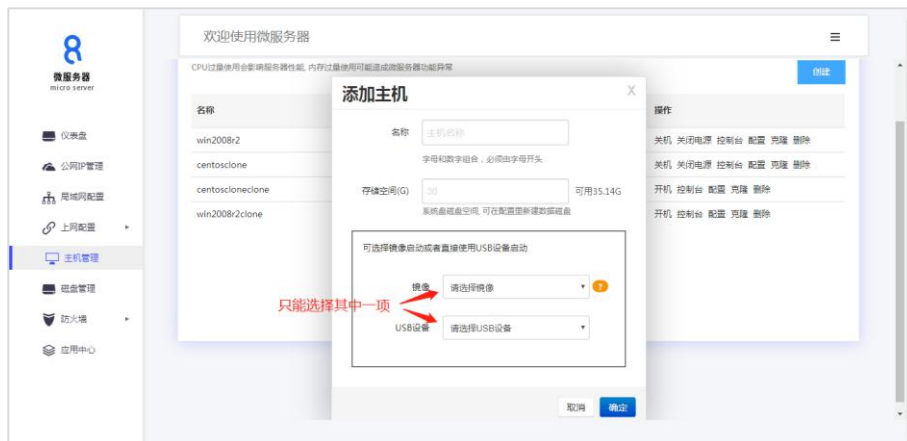 欢迎使用微服务器
微服务器
micro server
仪表盘
公网IP管理
局域网配置
上网配置
主机管理
磁盘管理
防火墙
应用中心
CPU过量使用会影响服务器性能, 内存过量使用可能造成微服务器功能异常
创建
名称
操作
win2008r2
关机 关闭电源 控制台 配置 克隆 删除
centosclone
关机 关闭电源 控制台 配置 克隆 删除
centoscloneclone
开机 控制台 配置 克隆 删除
win2008r2clone
开机 控制台 配置 克隆 删除
添加主机
X
名称
主机名称
字母和数字组合，必须由字母开头
存储空间(G)
30
可用35.14G
系统盘磁盘空间, 可在配置里新建数据磁盘
可选择镜像启动或者直接使用USB设备启动
镜像
请选择镜像
?
只能选择其中一项
USB设备
请选择USB设备
取消
确定